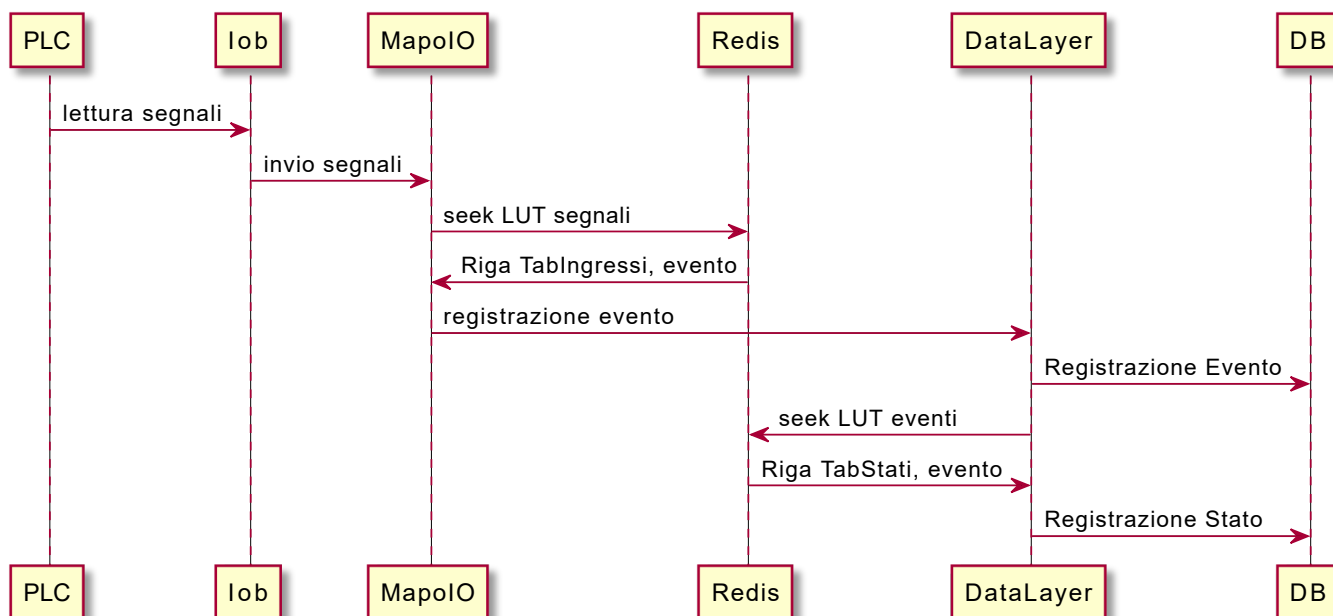 PLC
Iob
MapoIO
Redis
DataLayer
DB
lettura segnali
invio segnali
seek LUT segnali
Riga TabIngressi, evento
registrazione evento
Registrazione Evento
seek LUT eventi
Riga TabStati, evento
Registrazione Stato
PLC
Iob
MapoIO
Redis
DataLayer
DB